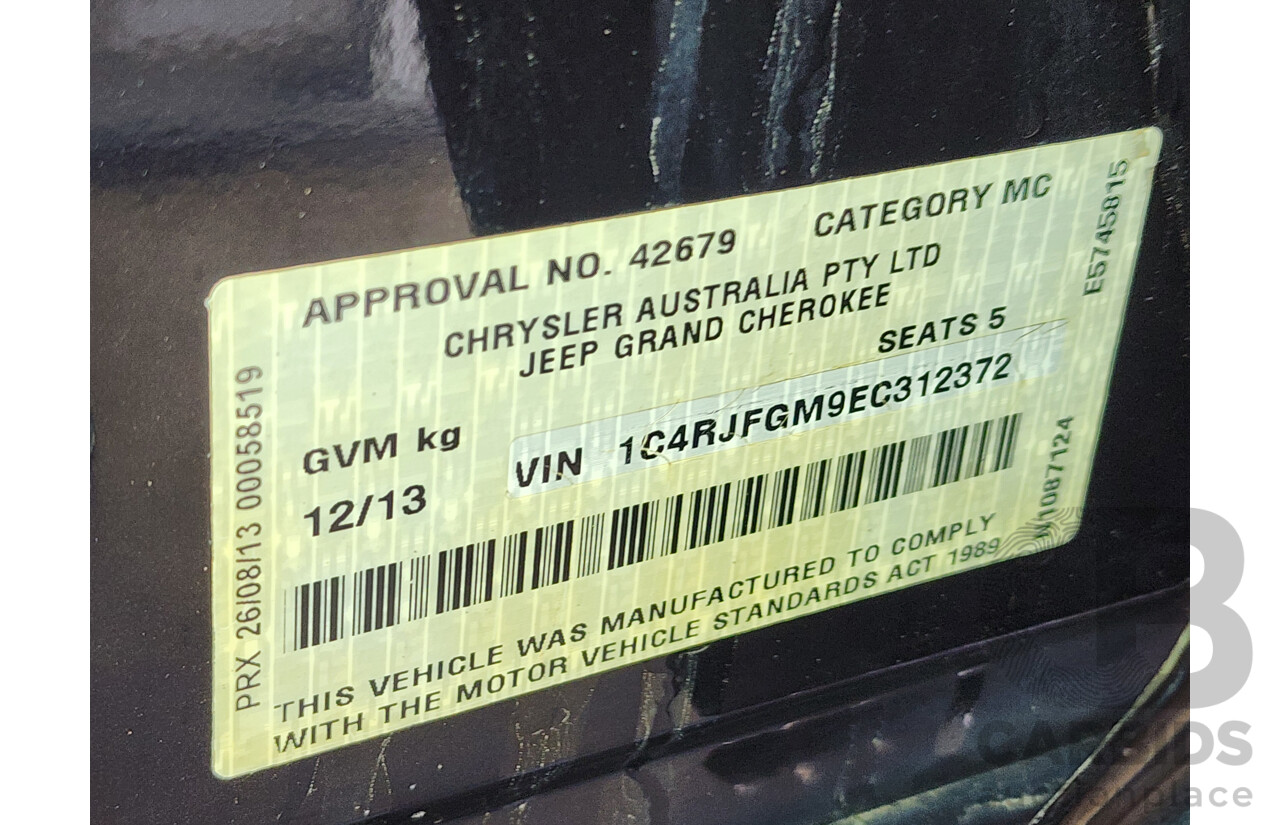 APPROVAL NO. 42679 CATEGORY MC
CHRYSLER AUSTRALIA PTY LTD
JEEP GRAND CHEROKEE
SEATS 5
GVM kg
VIN 1C4RJFGM9EC312372
12/13
THIS VEHICLE WAS MANUFACTURED TO COMPLY
WITH THE MOTOR VEHICLE STANDARDS ACT 1989
PRX 26/08/13 00058519
E5745815
N1087124
CARBIDS